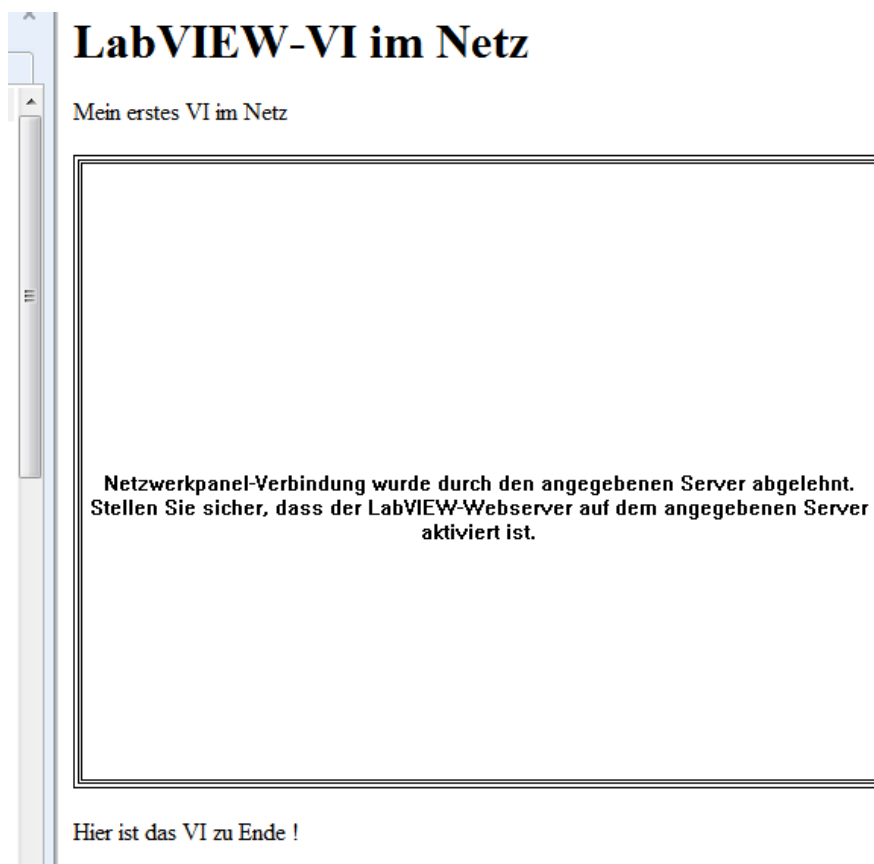 LabVIEW-VI im Netz
Mein erstes VI im Netz
Netzwerkpanel-Verbindung wurde durch den angegebenen Server abgelehnt.
Stellen Sie sicher, dass der LabVIEW-Webserver auf dem angegebenen Server
aktiviert ist.
Hier ist das VI zu Ende !